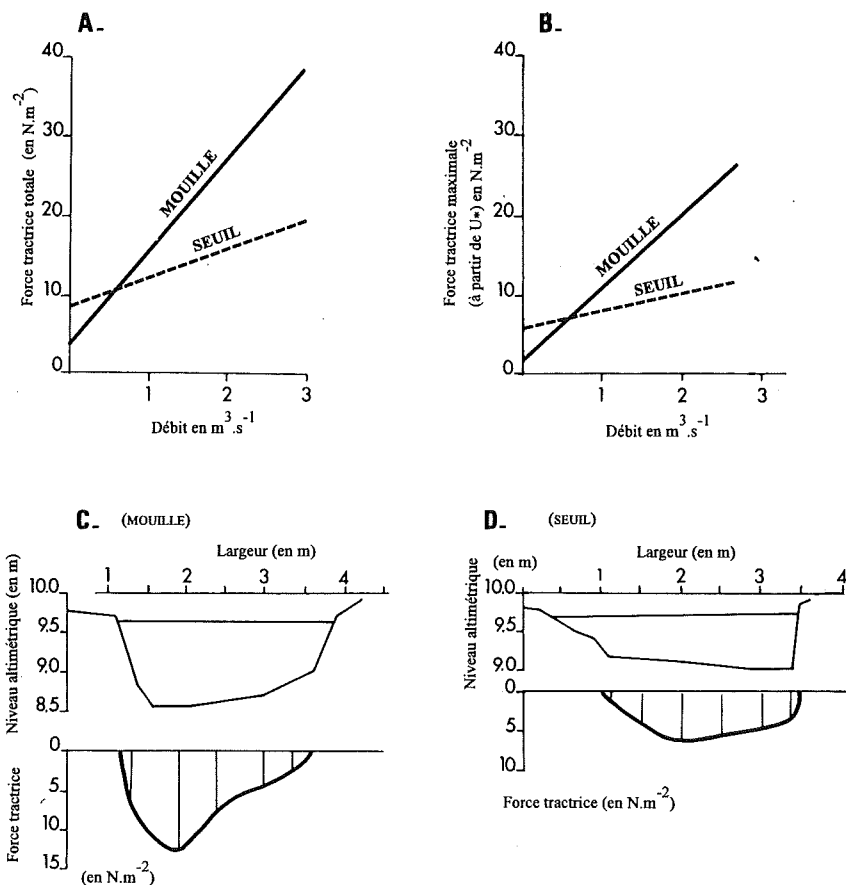 A-
Force tractrice totale (en N.m⁻²)
40
30
20
10
0
MOUILLE
SEUIL
1 2 3
Débit en m³.s⁻¹
B-
Force tractrice maximale
(à partir de U*) en N.m⁻²
40
30
20
10
0
MOUILLE
SEUIL
1 2 3
Débit en m³.s⁻¹
C- (MOUILLE)
Largeur (en m)
1 2 3 4
Niveau altimétrique (en m)
10.0
9.5
9.0
8.5
Force tractrice
0
5
10
15
(en N.m⁻²)
D- (SEUIL)
(en m) Largeur (en m)
1 2 3 4
Niveau altimétrique
10.0
9.5
9.0
0
5
10
Force tractrice (en N.m⁻²)